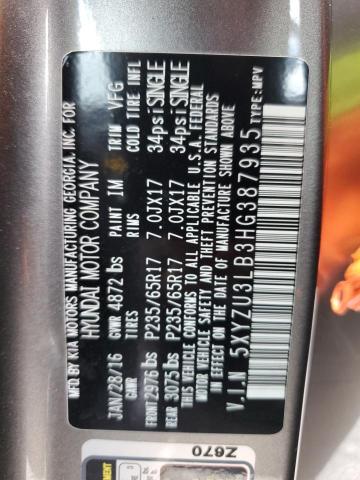 MFD. BY KIA MOTORS MANUFACTURING GEORGIA, INC. FOR
HYUNDAI MOTOR COMPANY
JAN/28/16 GVWR 4872 lbs PAINT IM TRIM YFG
GAWR TIRES RIMS COLD TIRE INFL
FRONT 2976 lbs P235/65R17 7.0JX17 34psi SINGLE
REAR 3075 lbs P235/65R17 7.0JX17 34psi SINGLE
THIS VEHICLE CONFORMS TO ALL APPLICABLE U.S.A. FEDERAL
MOTOR VEHICLE SAFETY AND THEFT PREVENTION STANDARDS
IN EFFECT ON THE DATE OF MANUFACTURE SHOWN ABOVE
V.I.N 5XYZU3LB3HG387935 TYPE:MPV
Z670